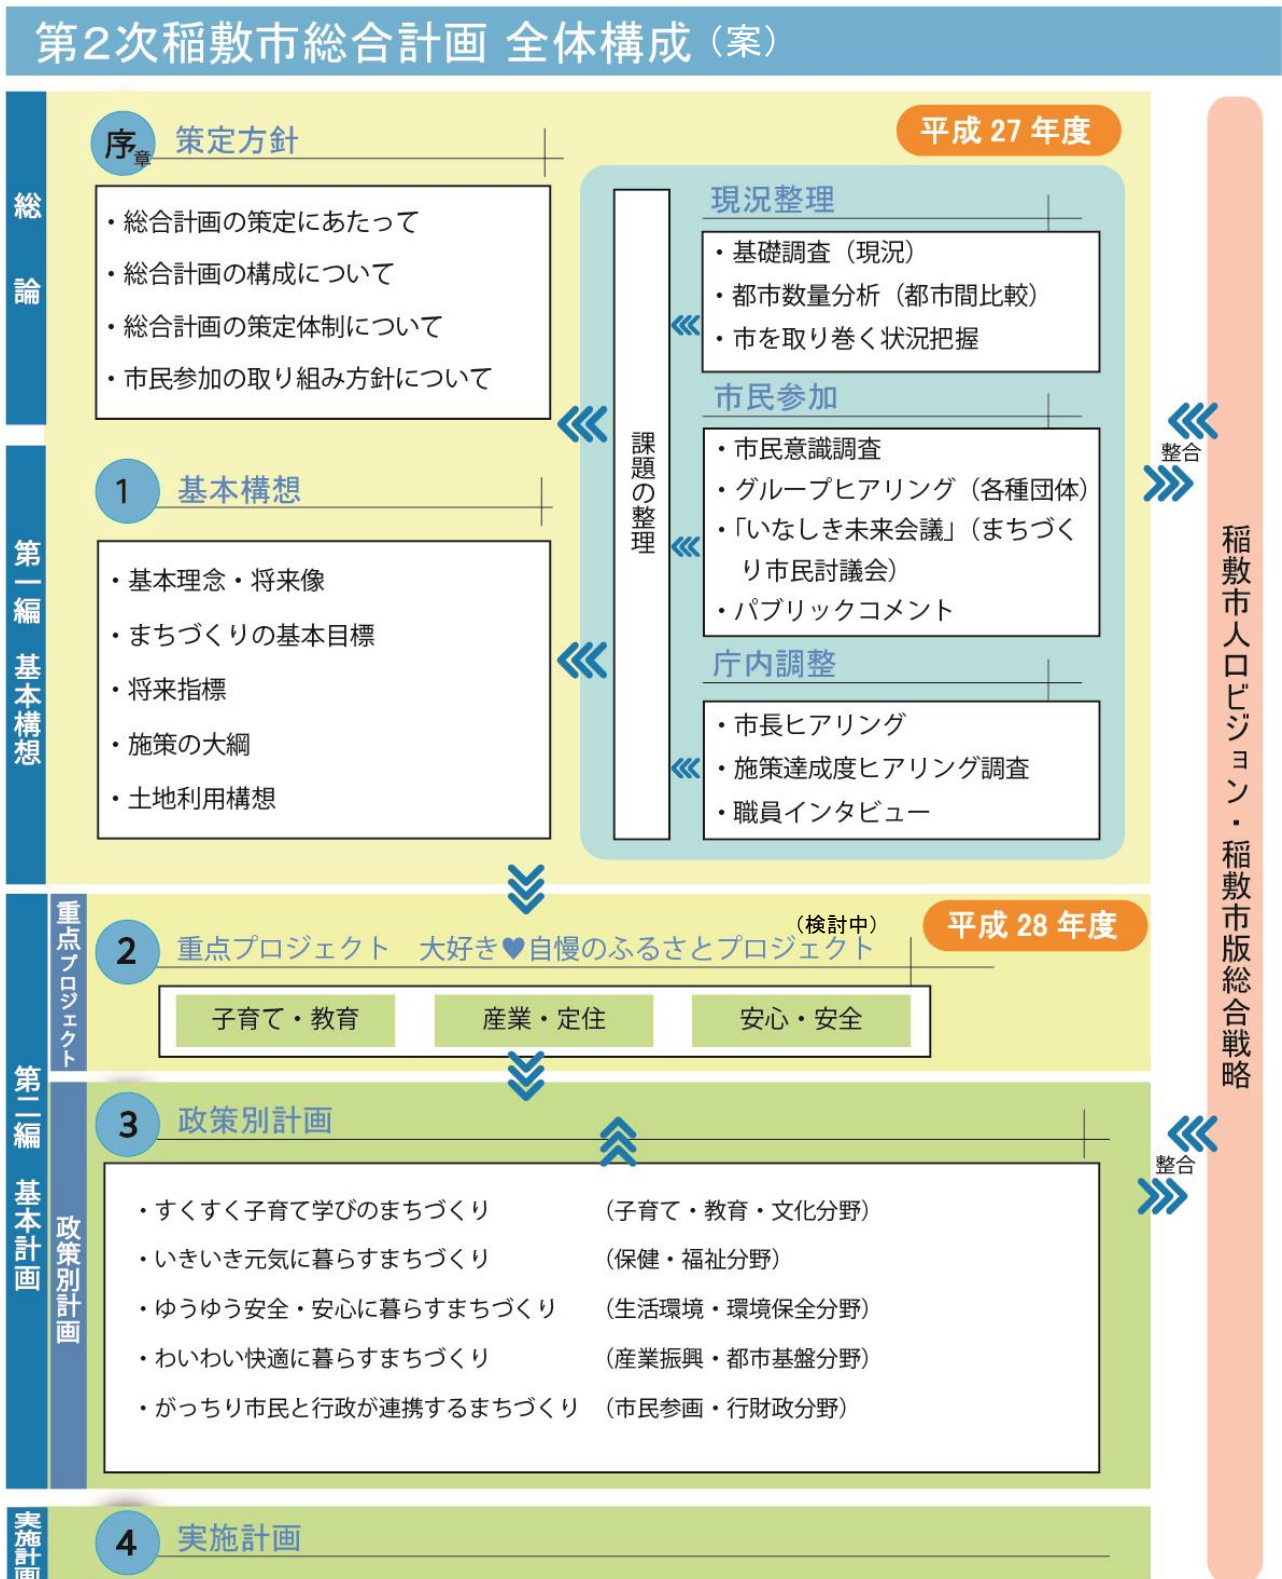 第2次稲敷市総合計画 全体構成（案）
総論
序章 策定方針
・総合計画の策定にあたって
・総合計画の構成について
・総合計画の策定体制について
・市民参加の取り組み方針について
平成 27 年度
課題の整理
現況整理
・基礎調査（現況）
・都市数量分析（都市間比較）
・市を取り巻く状況把握
市民参加
・市民意識調査
・グループヒアリング（各種団体）
・「いなしき未来会議」（まちづく
り市民討議会）
・パブリックコメント
庁内調整
・市長ヒアリング
・施策達成度ヒアリング調査
・職員インタビュー
第一編 基本構想
1 基本構想
・基本理念・将来像
・まちづくりの基本目標
・将来指標
・施策の大綱
・土地利用構想
整合
稲敷市人口ビジョン・稲敷市版総合戦略
第二編 基本計画
重点プロジェクト
（検討中）
2 重点プロジェクト 大好き♥自慢のふるさとプロジェクト
平成 28 年度
子育て・教育
産業・定住
安心・安全
政策別計画
3 政策別計画
・すくすく子育て学びのまちづくり （子育て・教育・文化分野）
・いきいき元気に暮らすまちづくり （保健・福祉分野）
・ゆうゆう安全・安心に暮らすまちづくり （生活環境・環境保全分野）
・わいわい快適に暮らすまちづくり （産業振興・都市基盤分野）
・がっちり市民と行政が連携するまちづくり （市民参画・行財政分野）
整合
実施計画
4 実施計画